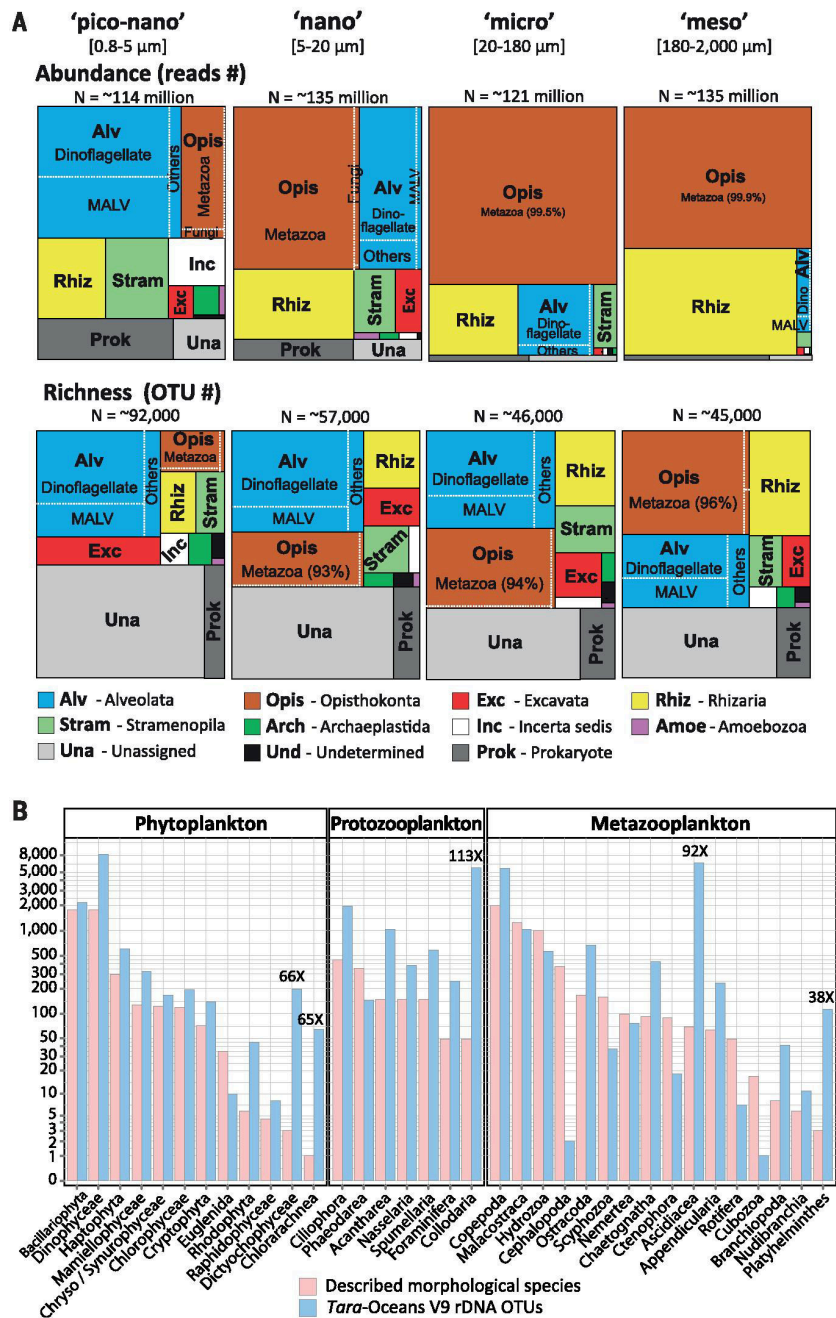 A
'pico-nano' 'nano' 'micro' 'meso'
[0.8-5 µm] [5-20 µm] [20-180 µm] [180-2,000 µm]
Abundance (reads #)
N = ~114 million N = ~135 million N = ~121 million N = ~135 million
Alv
Dinoflagellate
MALV
Others
Opis
Metazoa
Fungi
Rhiz
Stram
Inc
Exc
Prok
Una
Opis
Metazoa
Fungi
Alv
Dino-
flagellate
MALV
Others
Rhiz
Stram
Exc
Prok
Una
Opis
Metazoa (99.5%)
Rhiz
Alv
Dino-
flagellate
Others
Stram
Opis
Metazoa (99.9%)
Rhiz
Alv
Dino
MALV
Richness (OTU #)
N = ~92,000 N = ~57,000 N = ~46,000 N = ~45,000
Alv
Dinoflagellate
MALV
Others
Opis
Metazoa
Rhiz
Stram
Exc
Inc
Una
Prok
Alv
Dinoflagellate
MALV
Others
Rhiz
Exc
Opis
Metazoa (93%)
Stram
Una
Prok
Alv
Dinoflagellate
MALV
Others
Rhiz
Stram
Opis
Metazoa (94%)
Exc
Una
Prok
Opis
Metazoa (96%)
Rhiz
Alv
Dinoflagellate
MALV
Others
Stram
Exc
Una
Prok
Alv - Alveolata Opis - Opisthokonta Exc - Excavata Rhiz - Rhizaria
Stram - Stramenopila Arch - Archaeplastida Inc - Incerta sedis Amoe - Amoebozoa
Una - Unassigned Und - Undetermined Prok - Prokaryote
B
Phytoplankton Protozooplankton Metazooplankton
8,000
5,000
3,000
2,000
1,000
500
300
200
100
50
30
20
10
5
3
2
1
0
66X
65X
113X
92X
38X
Bacillariophyta
Dinophyceae
Haptophyta
Mamiellophyceae
Chryso / Synurophyceae
Chlorophyceae
Cryptophyta
Euglenida
Rhodophyta
Raphidophyceae
Dictyochophyceae
Chlorarachnea
Ciliophora
Phaeodarea
Acantharea
Nasselaria
Spumellaria
Foraminifera
Collodaria
Copepoda
Malacostraca
Hydrozoa
Cephalopoda
Ostracoda
Scyphozoa
Nemertea
Chaetognatha
Ctenophora
Ascidiacea
Appendicularia
Rotifera
Cubozoa
Branchiopoda
Nudibranchia
Platyhelminthes
Described morphological species
Tara-Oceans V9 rDNA OTUs